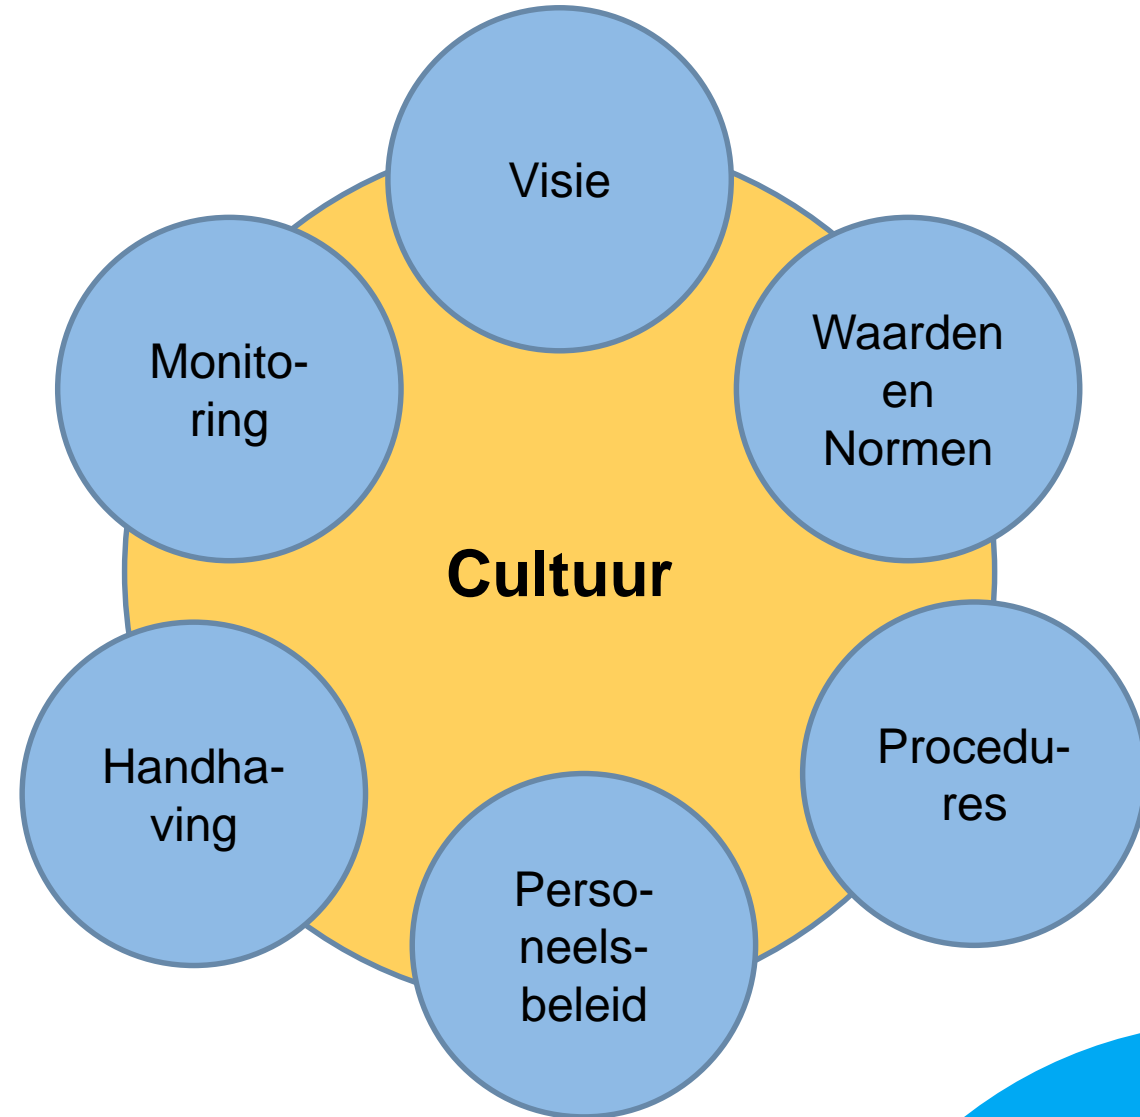 Visie
Waarden
en
Normen
Monito-
ring
Cultuur
Procedu-
res
Handha-
ving
Perso-
neels-
beleid